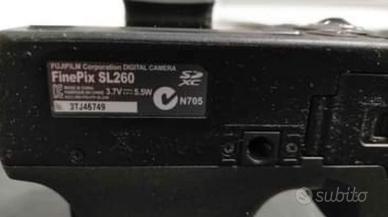 FUJIFILM Corporation DIGITAL CAMERA
FinePix SL260
SD XC
3.7V⎓5.5W
N705
3TJ46749
subito